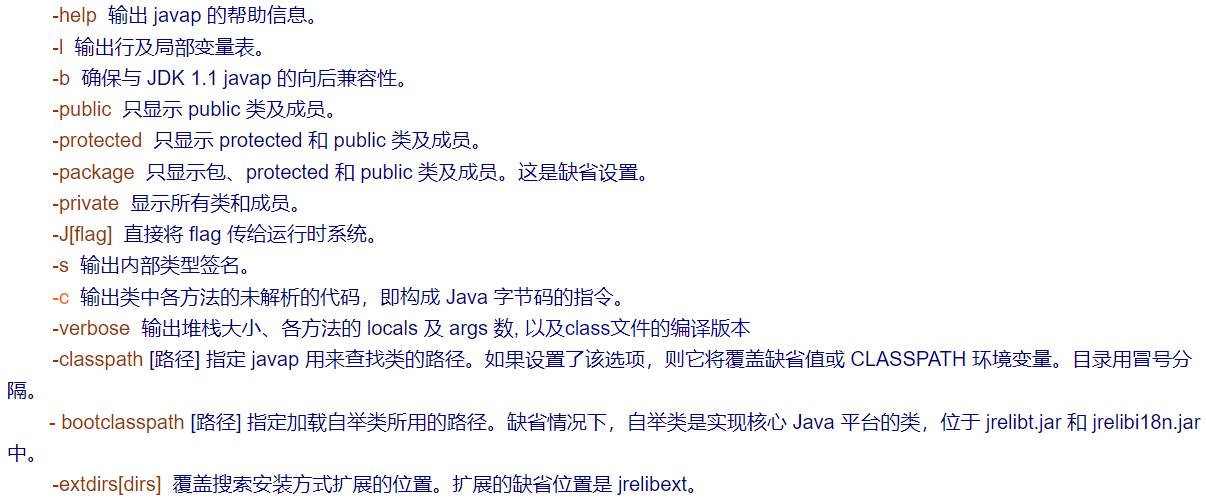 -help 输出 javap 的帮助信息。
-l 输出行及局部变量表。
-b 确保与 JDK 1.1 javap 的向后兼容性。
-public 只显示 public 类及成员。
-protected 只显示 protected 和 public 类及成员。
-package 只显示包、protected 和 public 类及成员。这是缺省设置。
-private 显示所有类和成员。
-J[flag] 直接将 flag 传给运行时系统。
-s 输出内部类型签名。
-c 输出类中各方法的未解析的代码，即构成 Java 字节码的指令。
-verbose 输出堆栈大小、各方法的 locals 及 args 数, 以及class文件的编译版本
-classpath [路径] 指定 javap 用来查找类的路径。如果设置了该选项，则它将覆盖缺省值或 CLASSPATH 环境变量。目录用冒号分
隔。
- bootclasspath [路径] 指定加载自举类所用的路径。缺省情况下，自举类是实现核心 Java 平台的类，位于 jrelibt.jar 和 jrelibi18n.jar
中。
-extdirs[dirs] 覆盖搜索安装方式扩展的位置。扩展的缺省位置是 jrelibext。